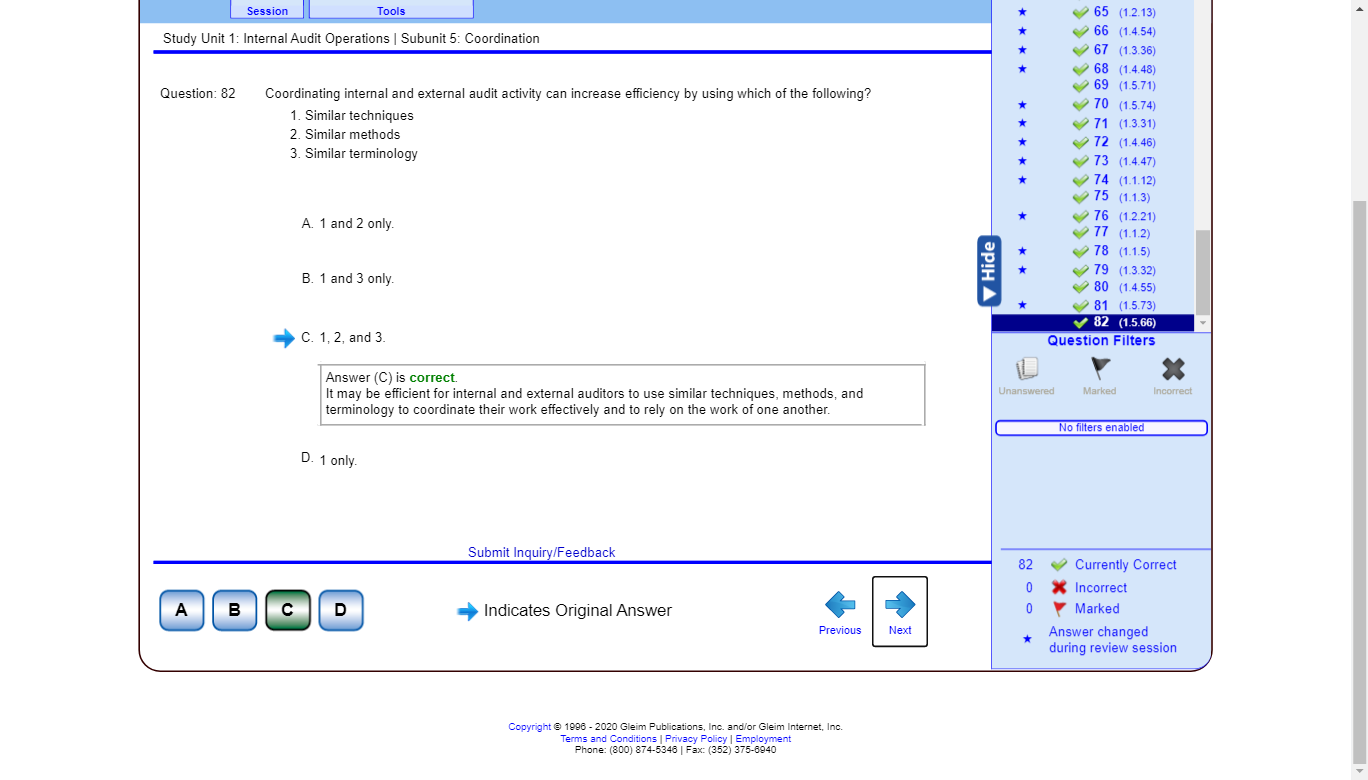 Session
Tools
Study Unit 1: Internal Audit Operations | Subunit 5: Coordination
Question: 82
Coordinating internal and external audit activity can increase efficiency by using which of the following?
1. Similar techniques
2. Similar methods
3. Similar terminology
A. 1 and 2 only.
B. 1 and 3 only.
C. 1, 2, and 3.
Answer (C) is correct.
It may be efficient for internal and external auditors to use similar techniques, methods, and
terminology to coordinate their work effectively and to rely on the work of one another.
D. 1 only.
Submit Inquiry/Feedback
A B C D
Indicates Original Answer
Previous
Next
65 (1.2.13)
66 (1.4.54)
67 (1.3.36)
68 (1.4.48)
69 (1.5.71)
70 (1.5.74)
71 (1.3.31)
72 (1.4.46)
73 (1.4.47)
74 (1.1.12)
75 (1.1.3)
76 (1.2.21)
77 (1.1.2)
78 (1.1.5)
79 (1.3.32)
80 (1.4.55)
81 (1.5.73)
82 (1.5.66)
Hide
Question Filters
Unanswered
Marked
Incorrect
No filters enabled
82 Currently Correct
0 Incorrect
0 Marked
Answer changed
during review session
Copyright © 1996 - 2020 Gleim Publications, Inc. and/or Gleim Internet, Inc.
Terms and Conditions | Privacy Policy | Employment
Phone: (800) 874-5346 | Fax: (352) 375-6940